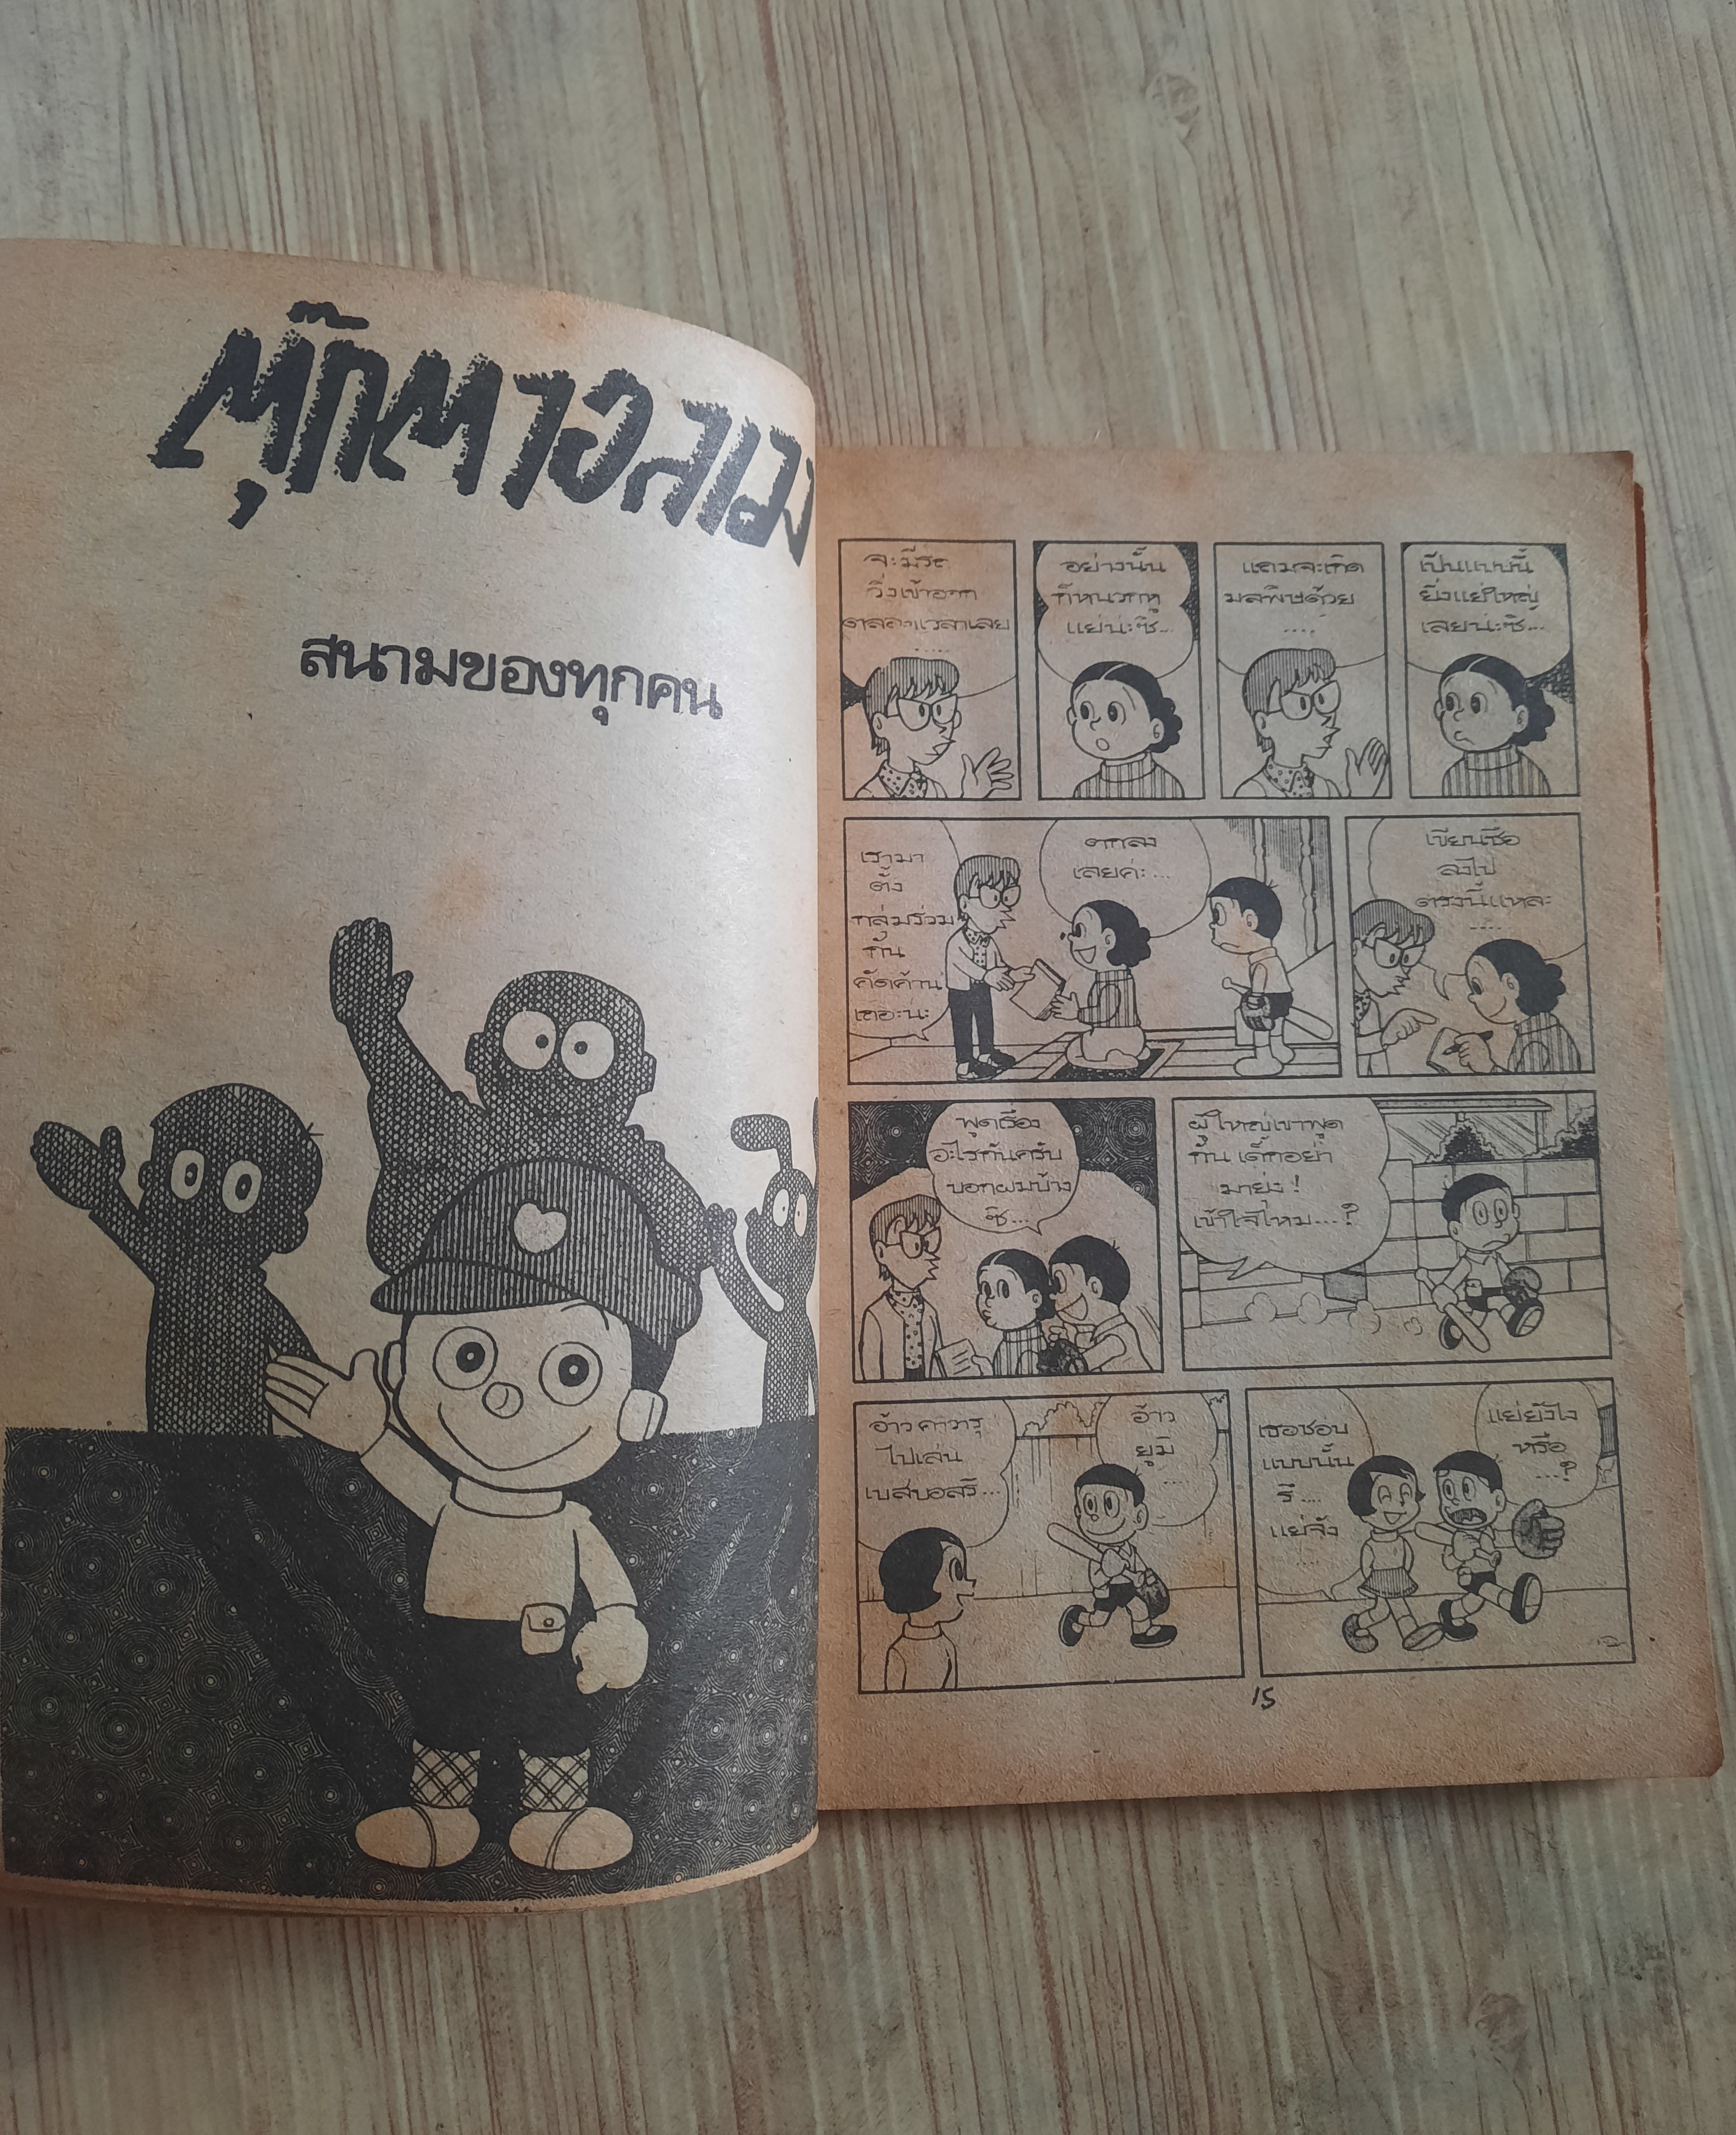 ตุ๊กตาอลเวง
สนามของทุกคน
จะมีรถ
วิ่งเข้าออก
ตลอดเวลาเลย
.....
อย่างนั้น
ก็หนวกหู
แย่น่ะซิ...
แถมจะเกิด
มลพิษด้วย
....
เป็นแบบนี้
ยิ่งแย่ใหญ่
เลยน่ะซิ...
เรามา
ตั้ง
กลุ่มร่วม
กัน
คัดค้าน
เถอะน่ะ
ตกลง
เลยค่ะ...
เขียนชื่อ
ลงไป
ตรงนี้แหละ
....
พูดเรื่อง
อะไรกันครับ
บอกผมบ้าง
ซิ...
ผู้ใหญ่เขาพูด
กัน เด็กอย่า
มายุ่ง!
เข้าใจไหม...?
อ้าว คาวารุ
ไปเล่น
เบสบอลรึ...
อ้าว
ยูมิ
....
เธอชอบ
แบบนั้น
รึ....
แย่จัง
....
แย่ยังไง
หรือ
....?
15